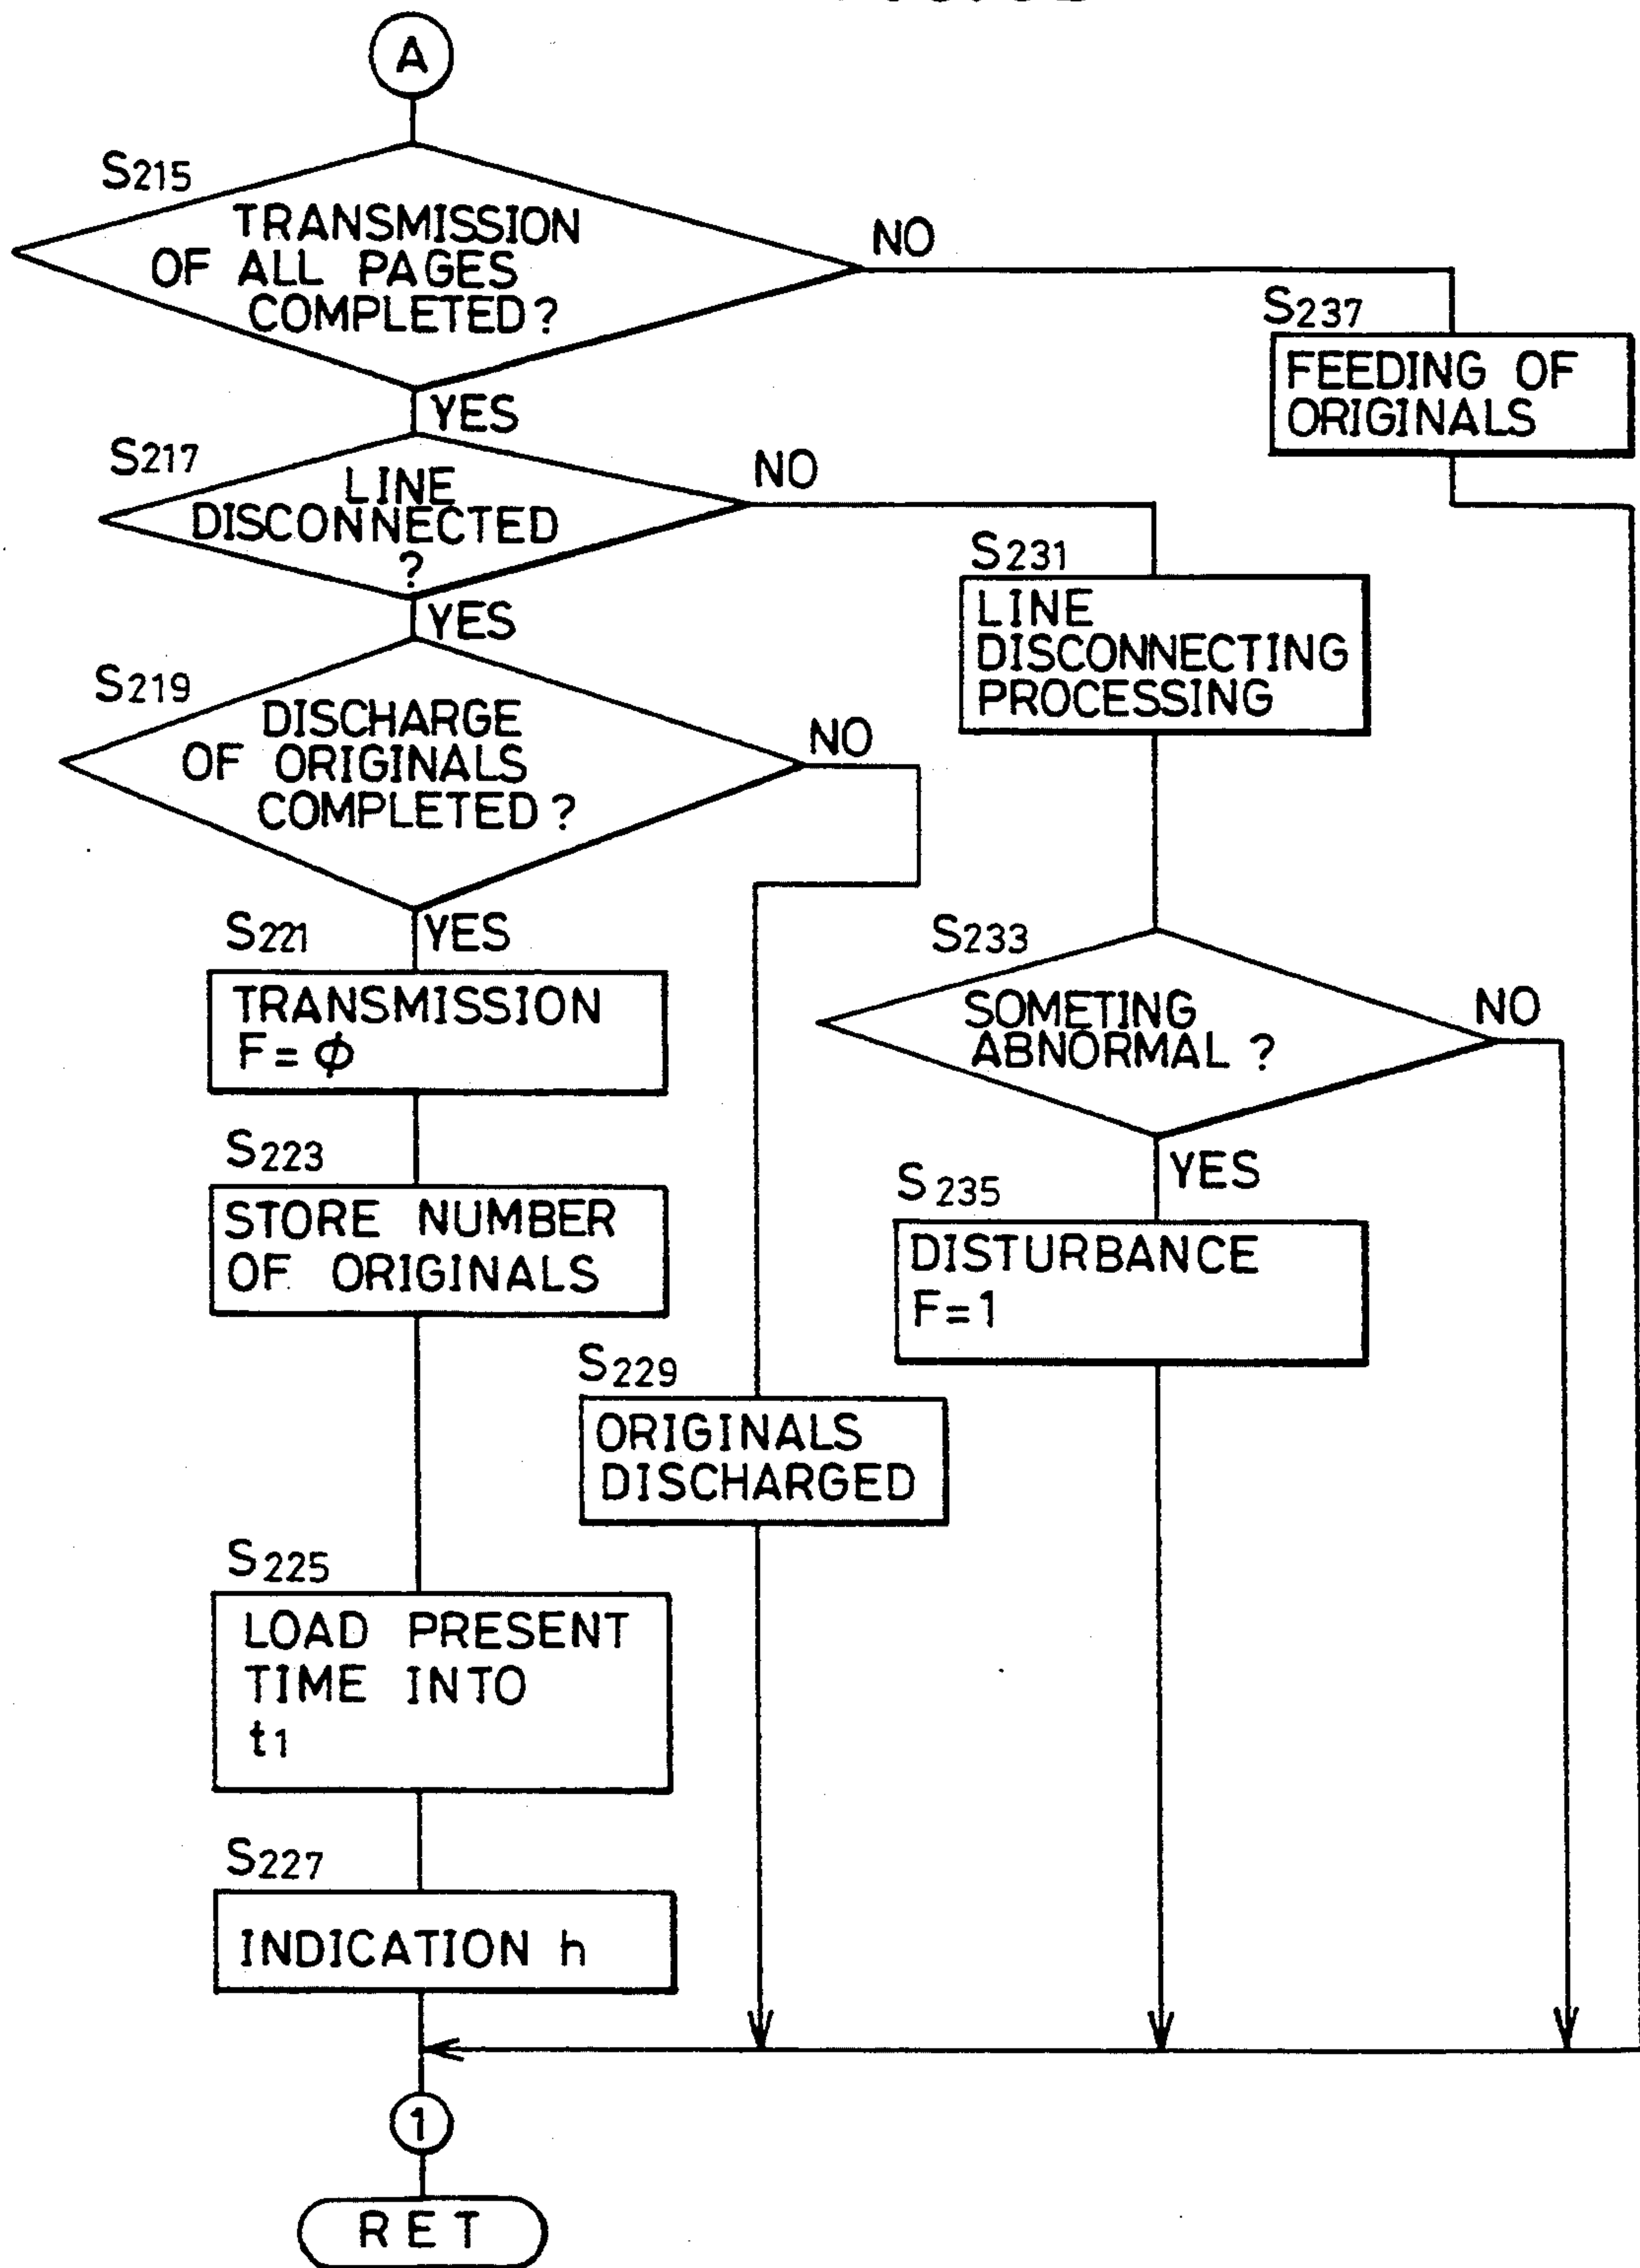 A
S215
TRANSMISSION
OF ALL PAGES
COMPLETED?
NO
YES
S237
FEEDING OF
ORIGINALS
S217
LINE
DISCONNECTED
?
NO
YES
S231
LINE
DISCONNECTING
PROCESSING
S219
DISCHARGE
OF ORIGINALS
COMPLETED?
NO
YES
S221
TRANSMISSION
F=ϕ
S233
SOMETING
ABNORMAL?
NO
YES
S223
STORE NUMBER
OF ORIGINALS
S235
DISTURBANCE
F=1
S229
ORIGINALS
DISCHARGED
S225
LOAD PRESENT
TIME INTO
t1
S227
INDICATION h
1
RET